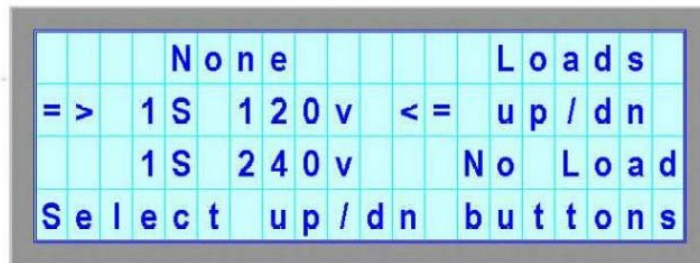 None Loads
=> 1S 120v <= up/dn
1S 240v No Load
Select up/dn buttons